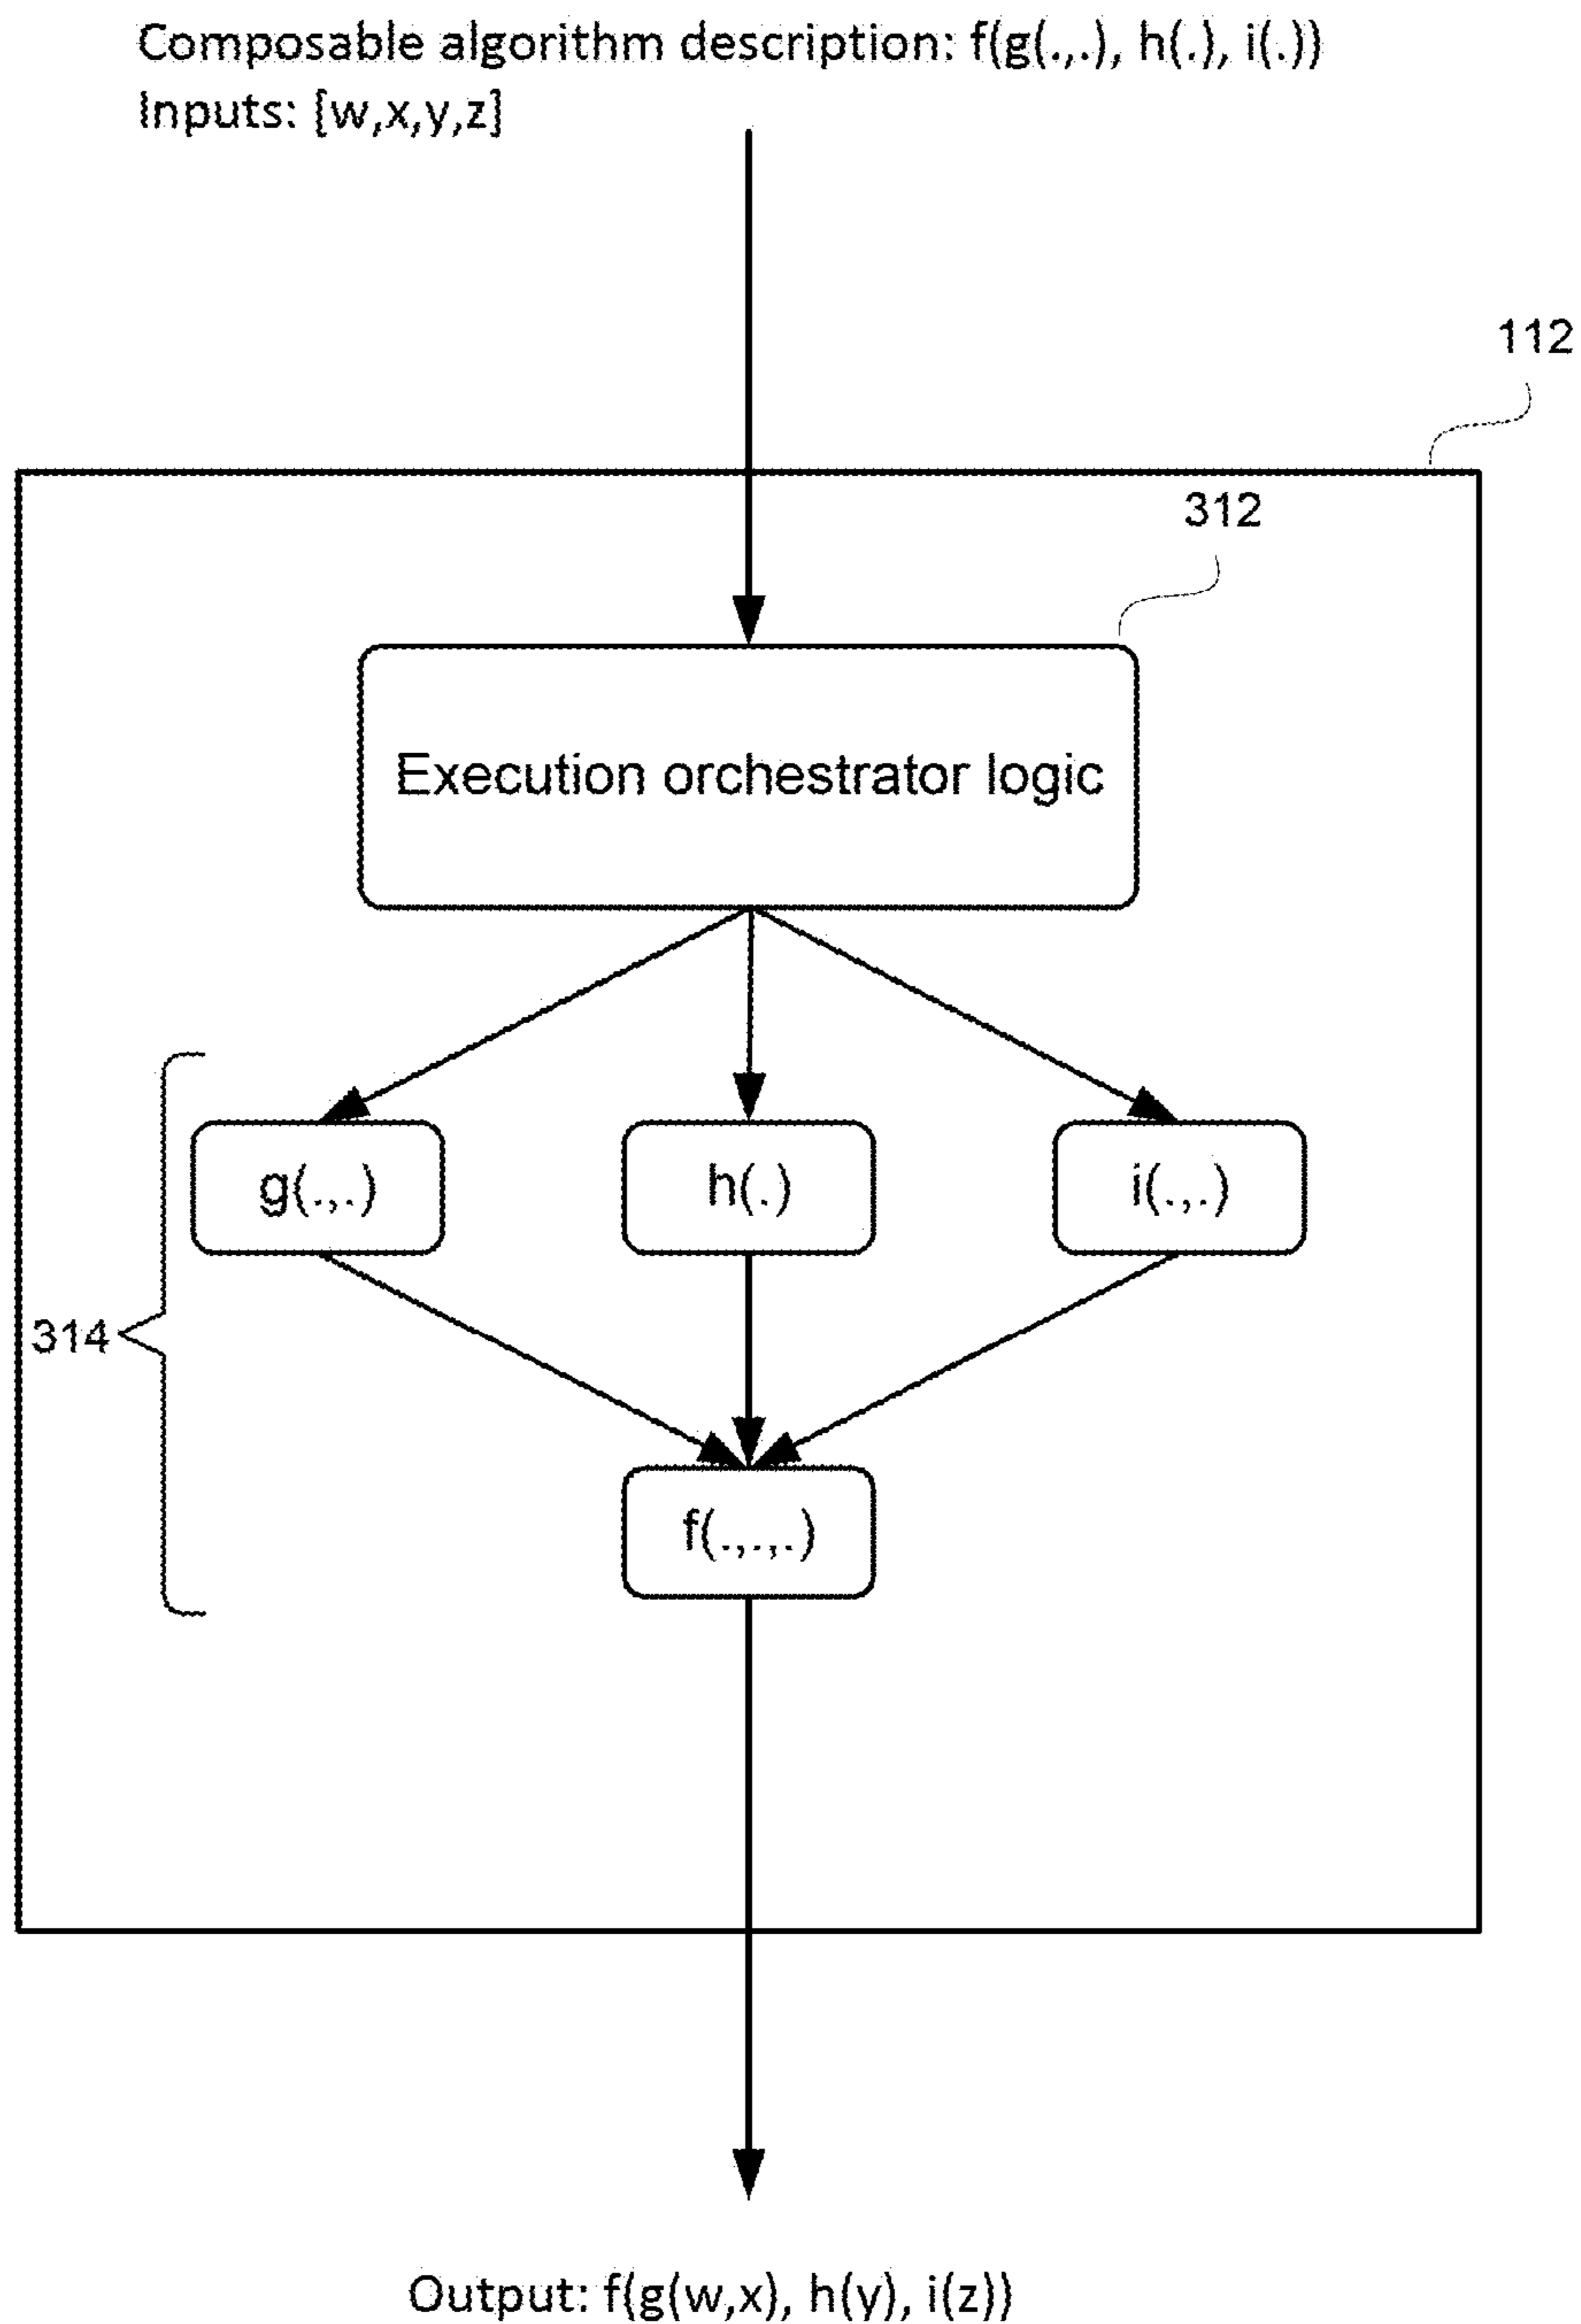 Composable algorithm description: f(g(.,.), h(.), i(.))
Inputs: [w,x,y,z]
112
312
Execution orchestrator logic
g(.,.)
h(.)
i(.,.)
314
f(.,.,.)
Output: f(g(w,x), h(y), i(z))